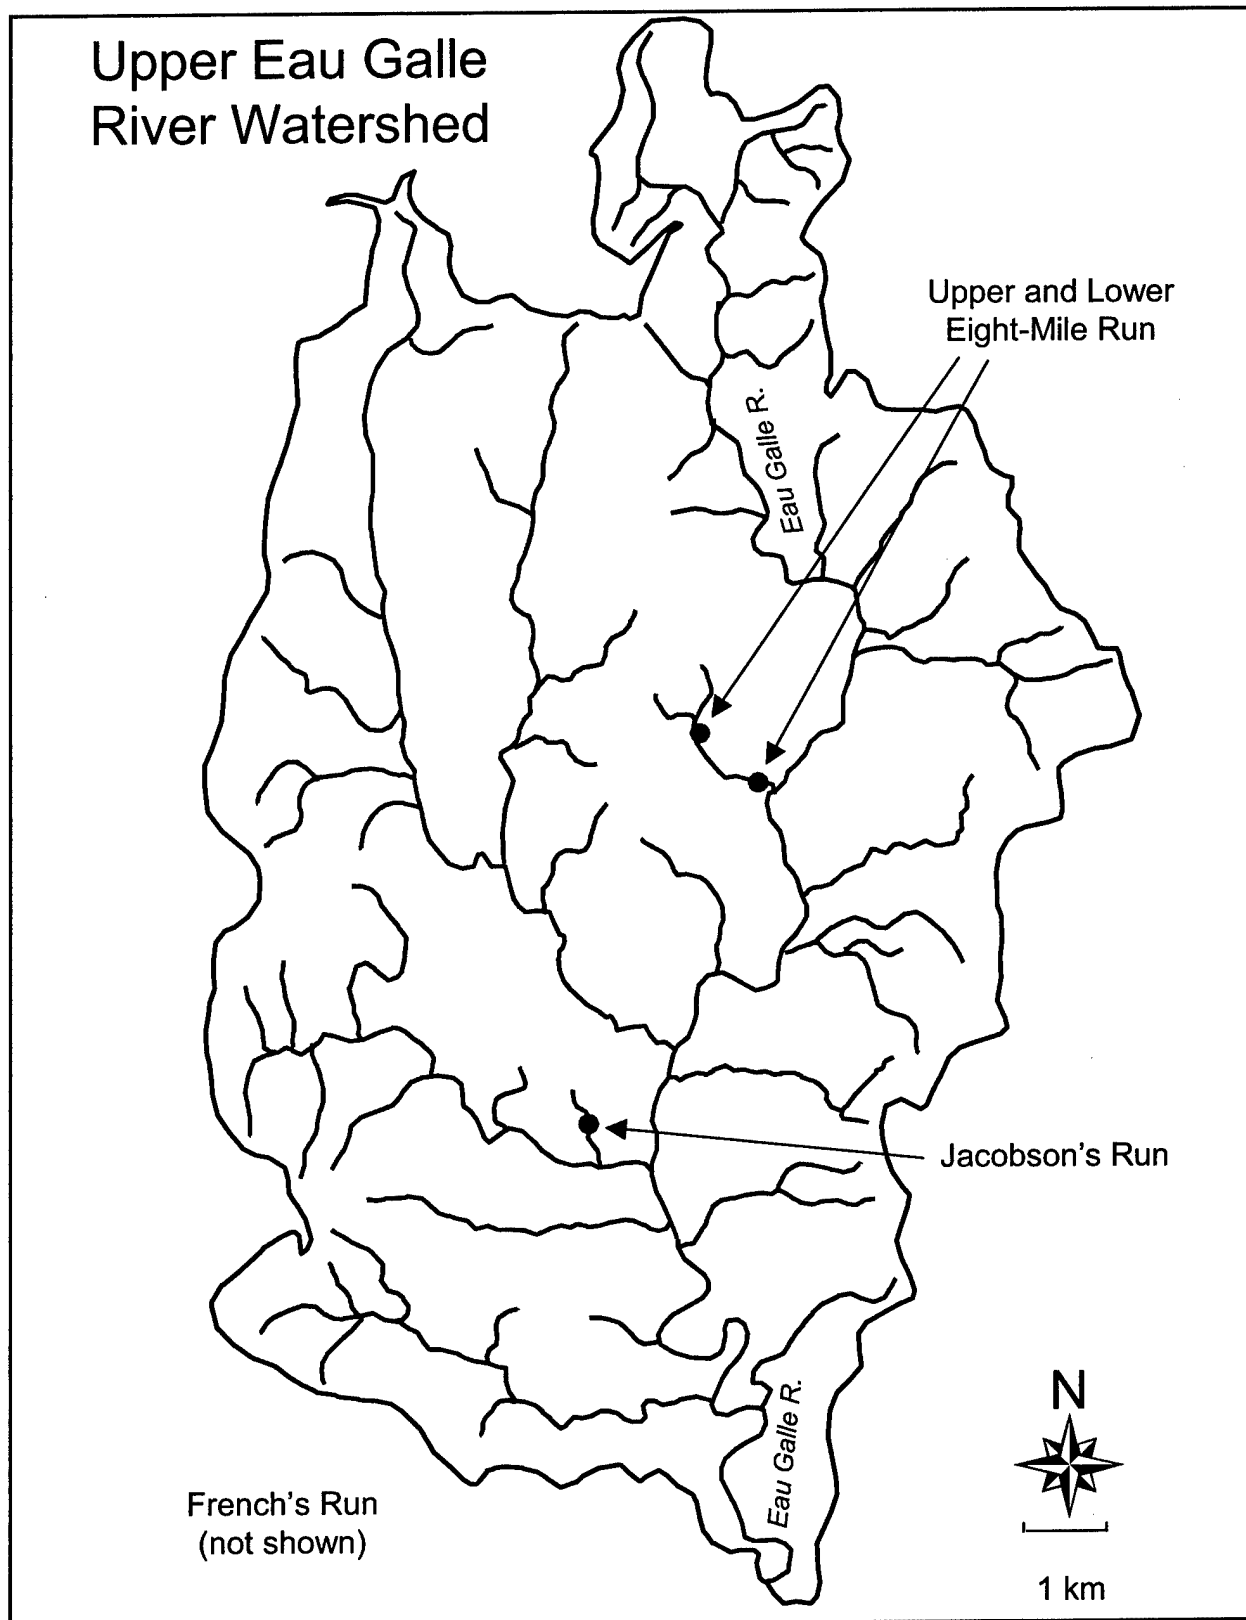 Upper Eau Galle
River Watershed
Upper and Lower
Eight-Mile Run
Eau Galle R.
Jacobson's Run
Eau Galle R.
N
French's Run
(not shown)
1 km